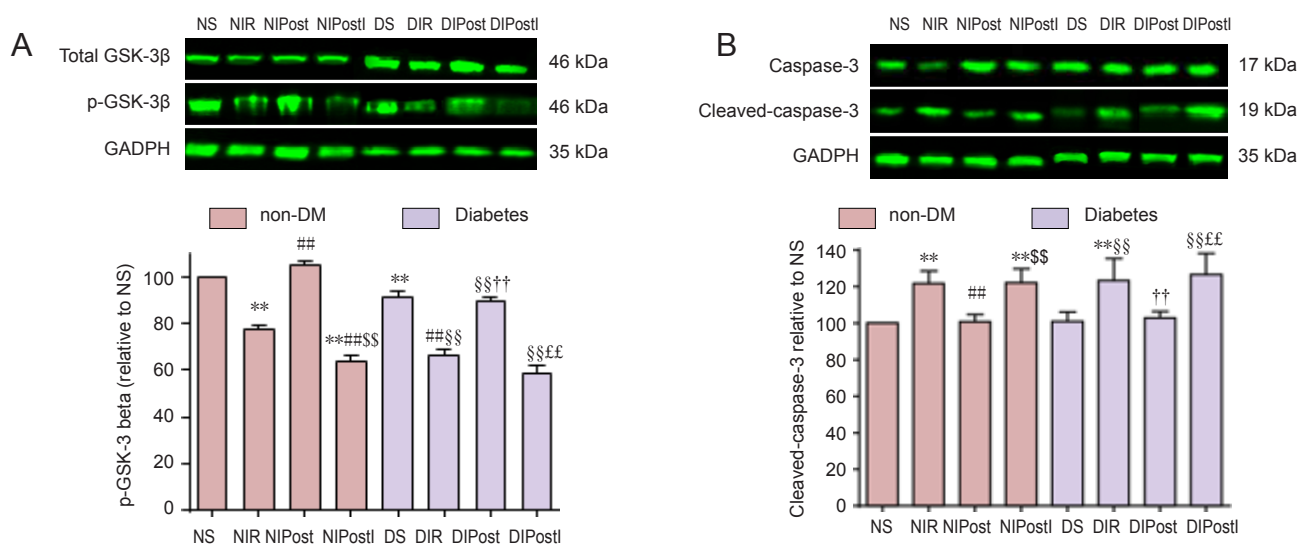 A
NS NIR NIPost NIPostI DS DIR DIPost DIPostI
Total GSK-3β 46 kDa
p-GSK-3β 46 kDa
GADPH 35 kDa
non-DM Diabetes
p-GSK-3 beta (relative to NS)
100
80
60
40
20
0
** ## **##$$ ** ##§§ §§†† §§££
NS NIR NIPost NIPostI DS DIR DIPost DIPostI
B
NS NIR NIPost NIPostI DS DIR DIPost DIPostI
Caspase-3 17 kDa
Cleaved-caspase-3 19 kDa
GADPH 35 kDa
non-DM Diabetes
Cleaved-caspase-3 relative to NS
140
120
100
80
60
40
20
0
** ## **$$ **§§ †† §§££
NS NIR NIPost NIPostI DS DIR DIPost DIPostI